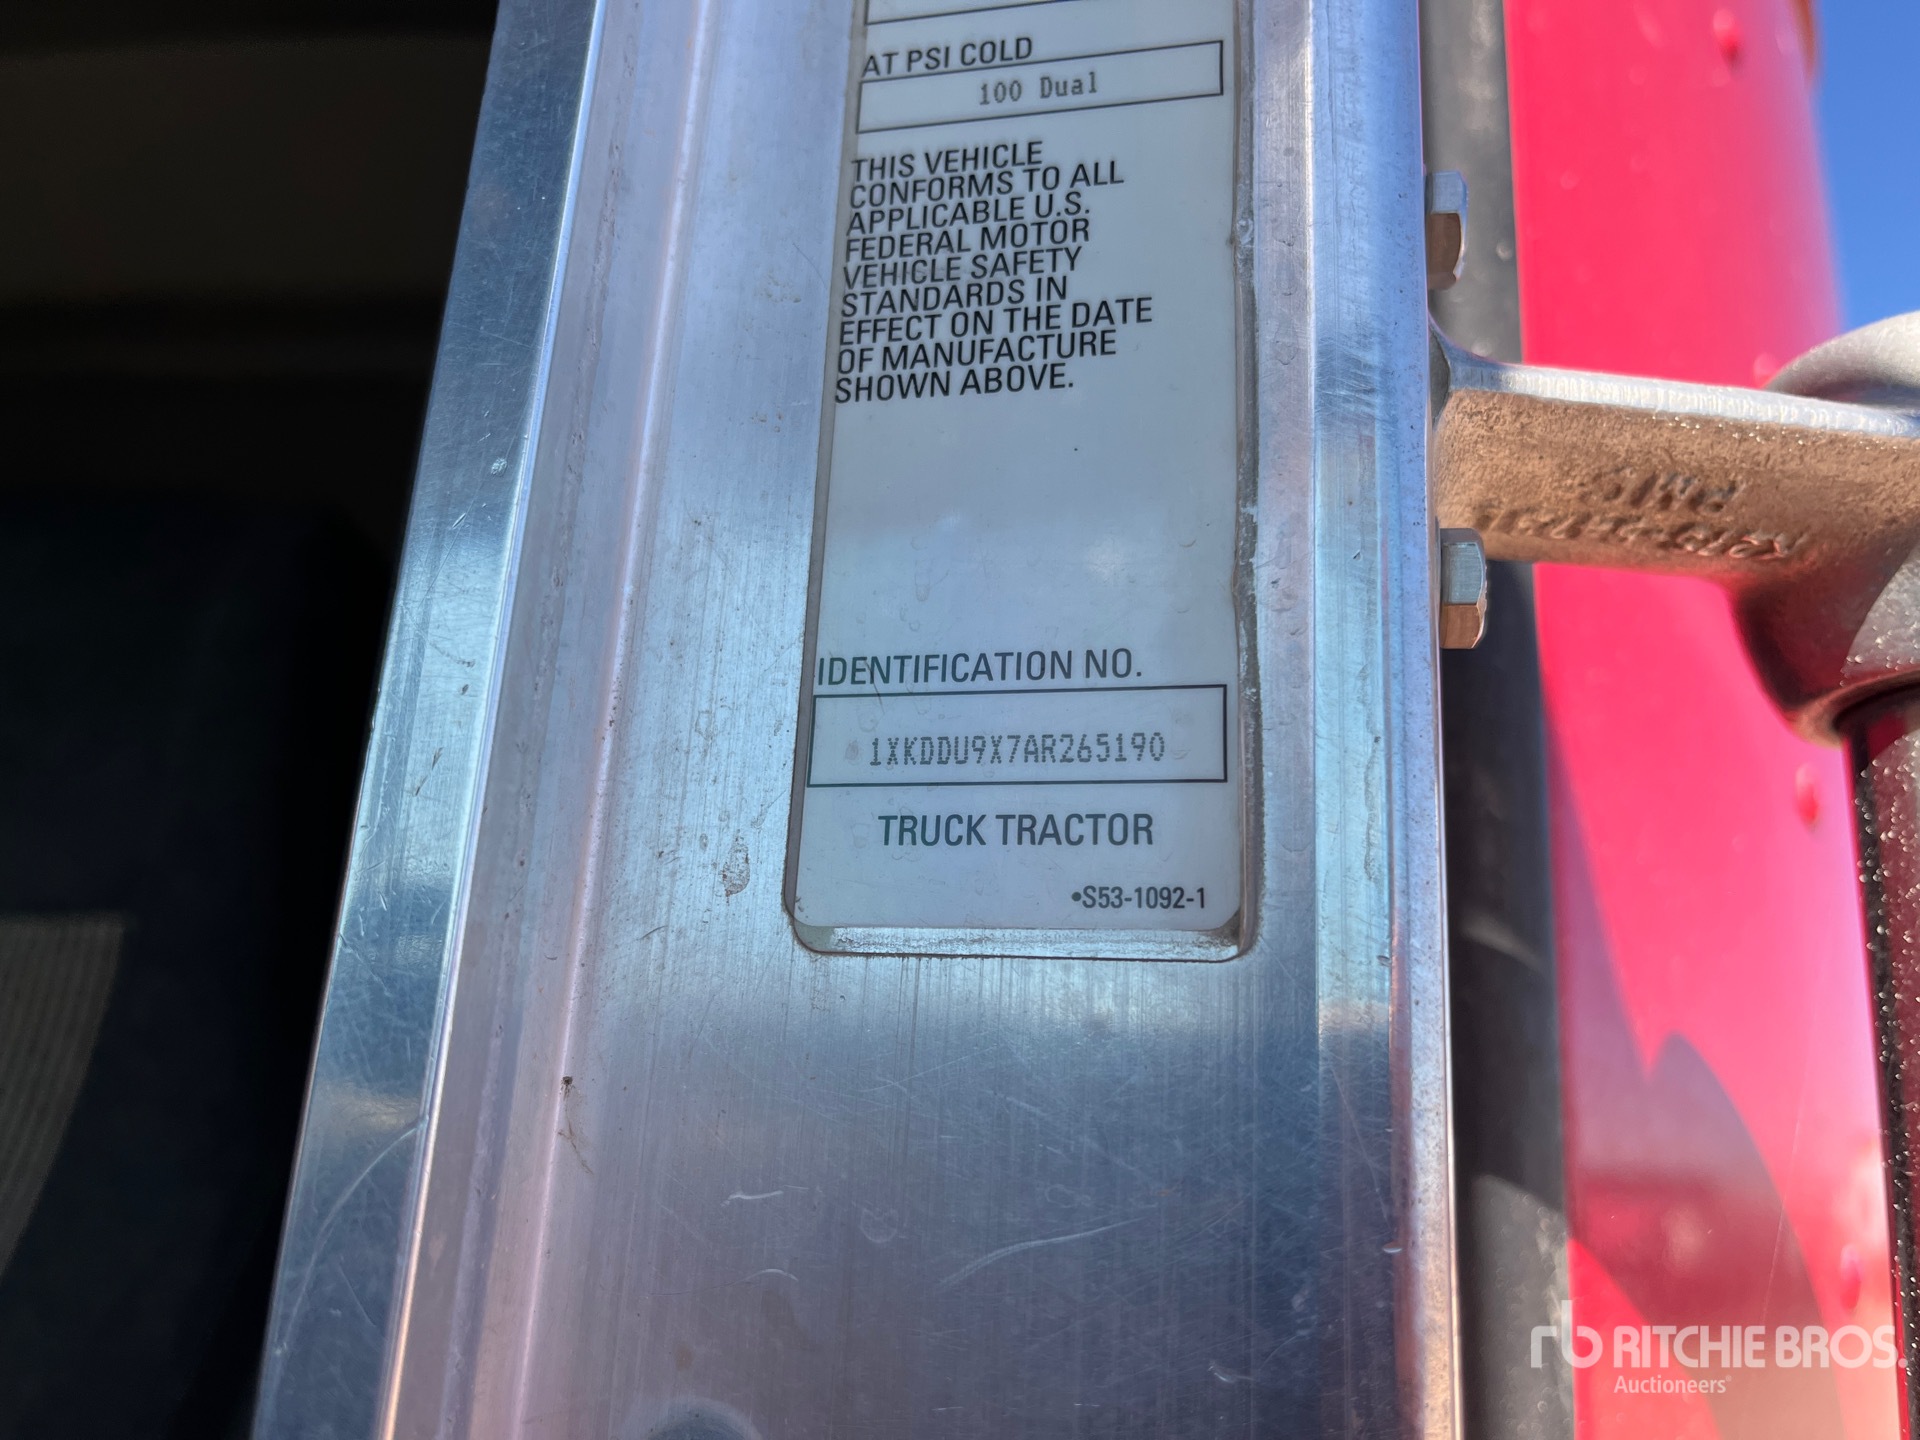 AT PSI COLD
100 Dual
THIS VEHICLE
CONFORMS TO ALL
APPLICABLE U.S.
FEDERAL MOTOR
VEHICLE SAFETY
STANDARDS IN
EFFECT ON THE DATE
OF MANUFACTURE
SHOWN ABOVE.
IDENTIFICATION NO.
1XKDDU9X7AR265190
TRUCK TRACTOR
•S53-1092-1
rb RITCHIE BROS.
Auctioneers